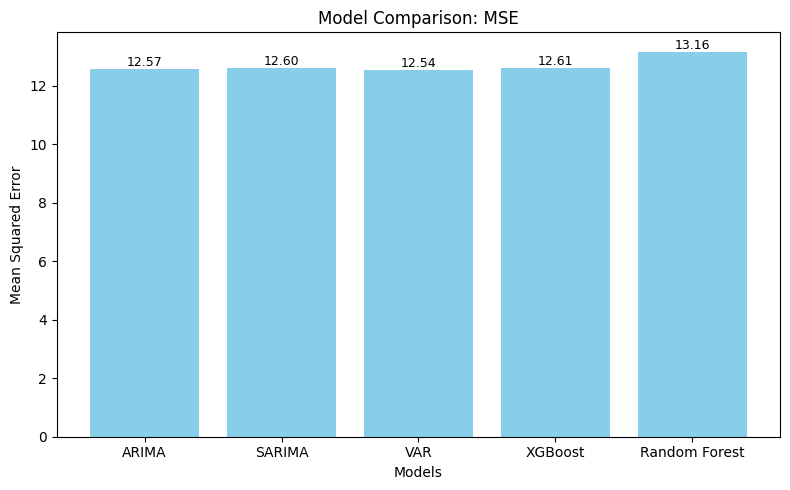 Model Comparison: MSE
12.57
12.60
12.54
12.61
13.16
Mean Squared Error
12
10
8
6
4
2
0
ARIMA
SARIMA
VAR
XGBoost
Random Forest
Models